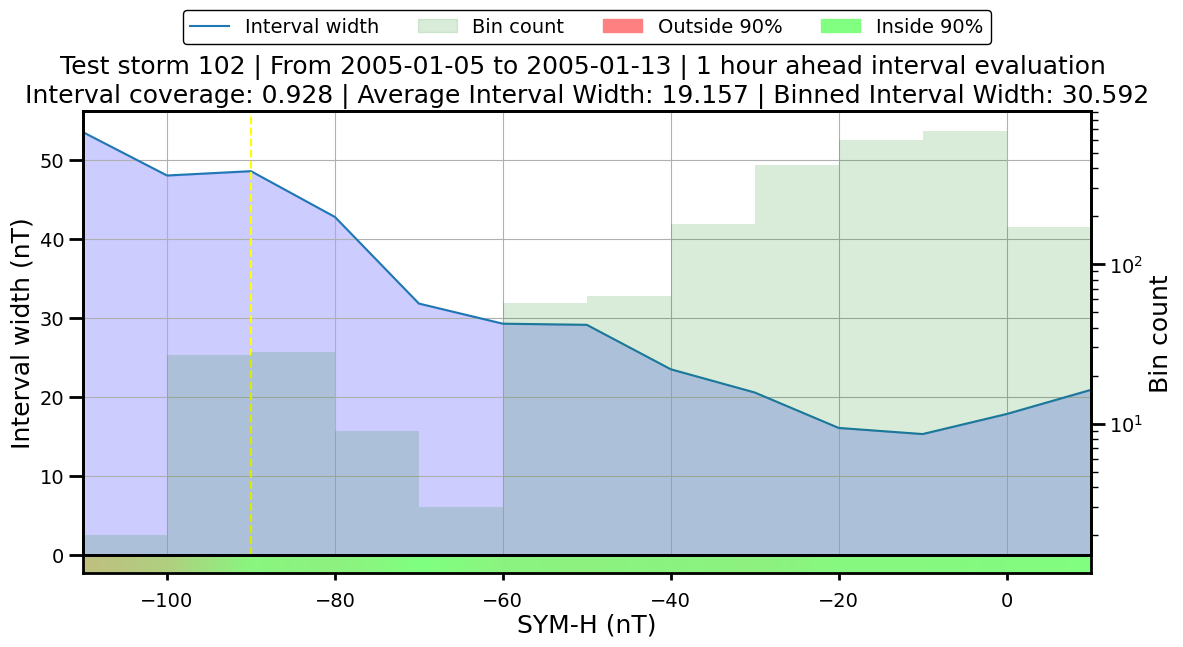 Interval width Bin count Outside 90% Inside 90%
Test storm 102 | From 2005-01-05 to 2005-01-13 | 1 hour ahead interval evaluation
Interval coverage: 0.928 | Average Interval Width: 19.157 | Binned Interval Width: 30.592
Interval width (nT)
50
40
30
20
10
0
10²
10¹
Bin count
−100 −80 −60 −40 −20 0
SYM-H (nT)